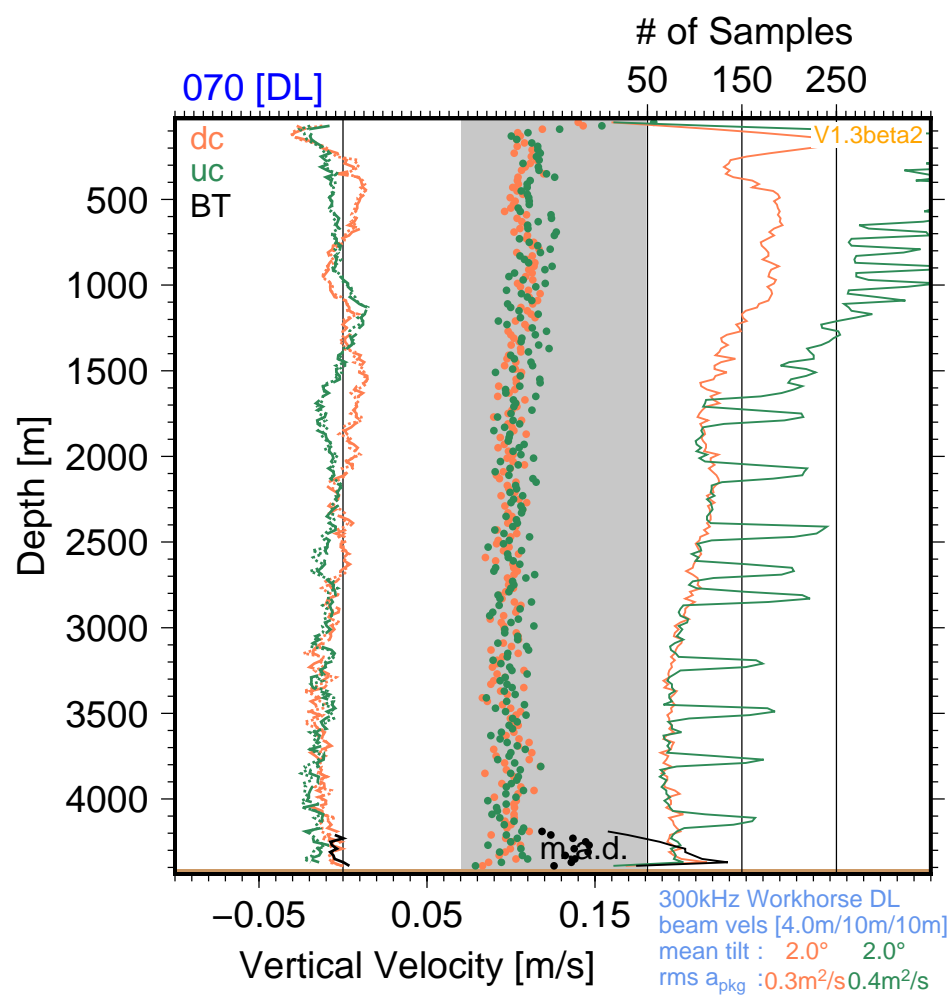 # of Samples
50 150 250
070 [DL]
V1.3beta2
dc
uc
BT
500
1000
1500
2000
2500
3000
3500
4000
Depth [m]
m.a.d.
−0.05 0.05 0.15
Vertical Velocity [m/s]
300kHz Workhorse DL
beam vels [4.0m/10m/10m]
mean tilt : 2.0° 2.0°
rms a_pkg :0.3m²/s 0.4m²/s